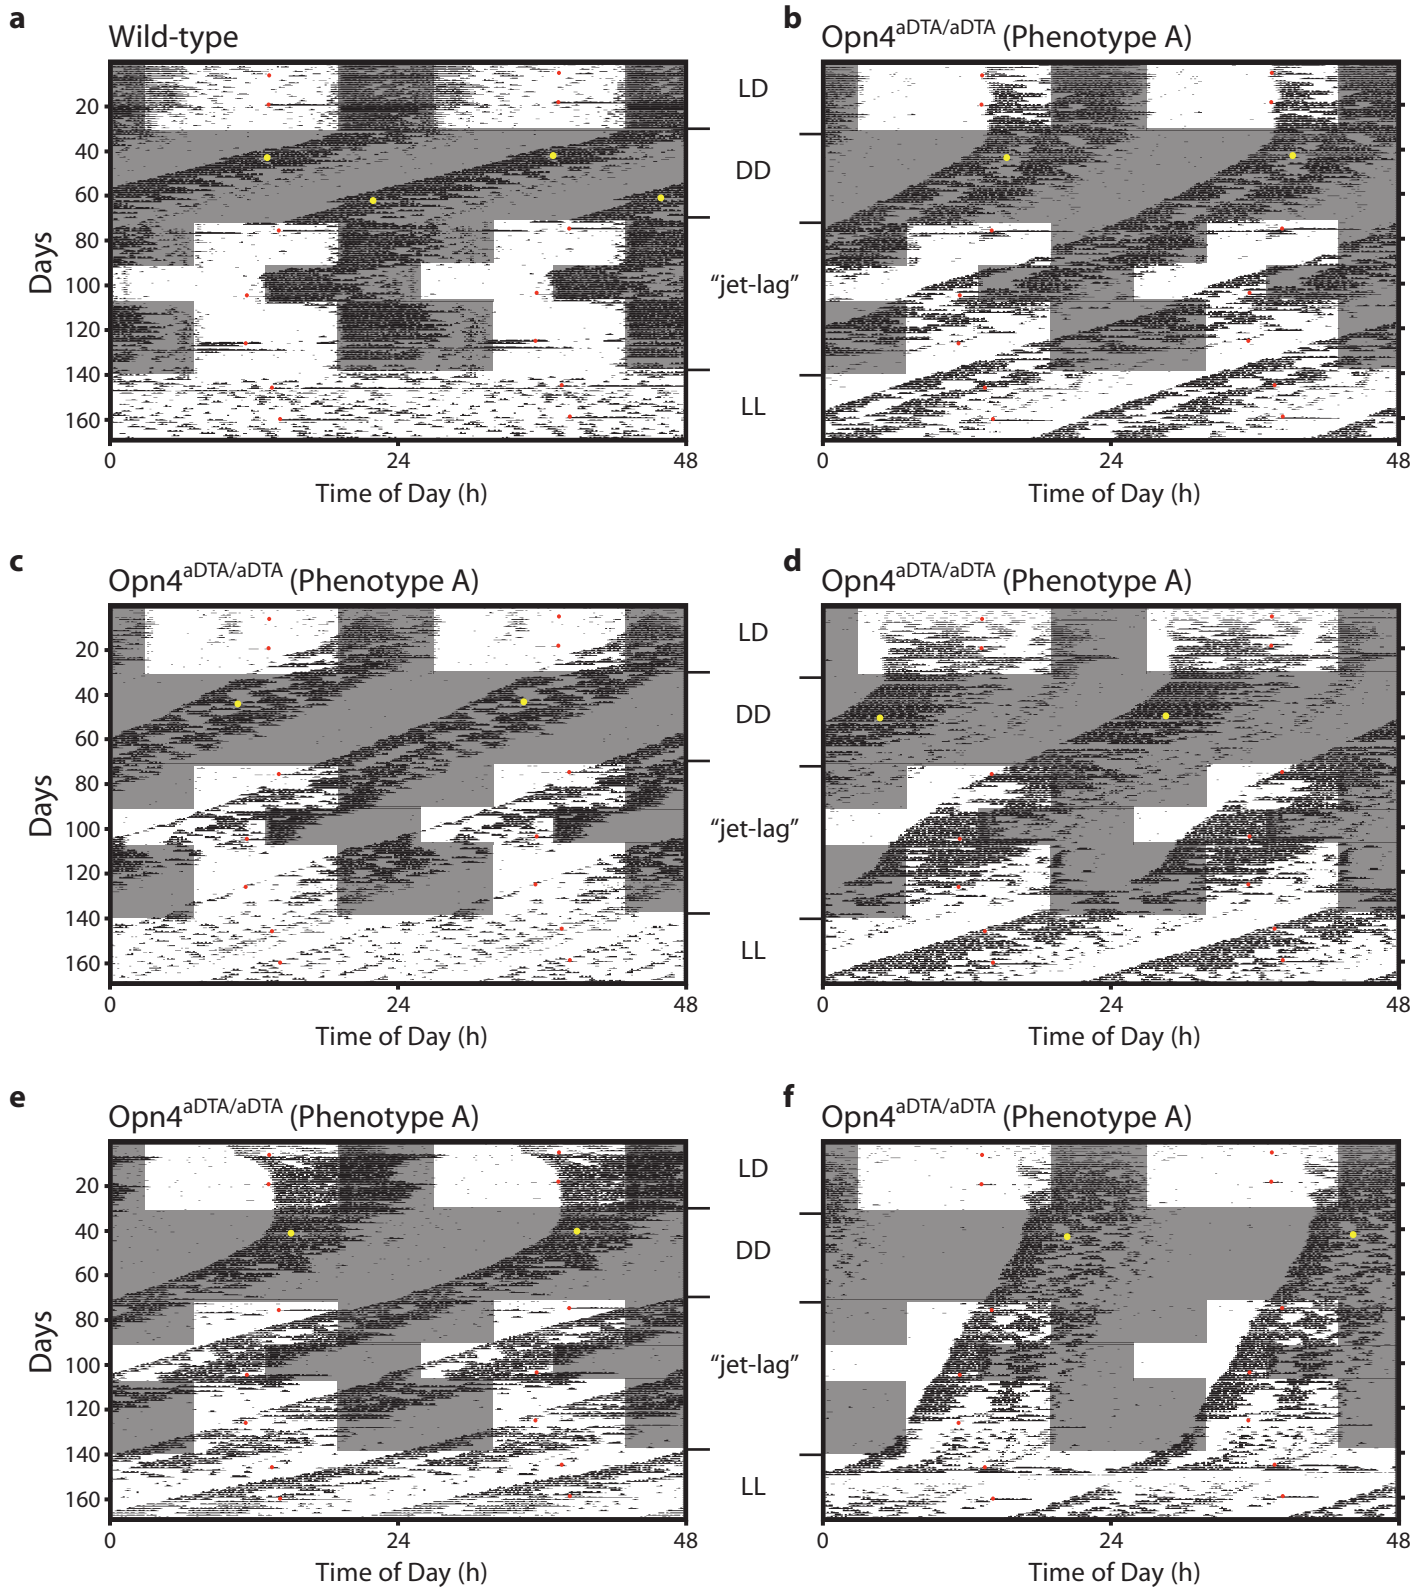 a
Wild-type
b
Opn4aDTA/aDTA (Phenotype A)
20
40
60
80
100
120
140
160
Days
0
24
48
Time of Day (h)
LD
DD
“jet-lag”
LL
0
24
48
Time of Day (h)
c
Opn4aDTA/aDTA (Phenotype A)
d
Opn4aDTA/aDTA (Phenotype A)
20
40
60
80
100
120
140
160
Days
0
24
48
Time of Day (h)
LD
DD
“jet-lag”
LL
0
24
48
Time of Day (h)
e
Opn4aDTA/aDTA (Phenotype A)
f
Opn4aDTA/aDTA (Phenotype A)
20
40
60
80
100
120
140
160
Days
0
24
48
Time of Day (h)
LD
DD
“jet-lag”
LL
0
24
48
Time of Day (h)